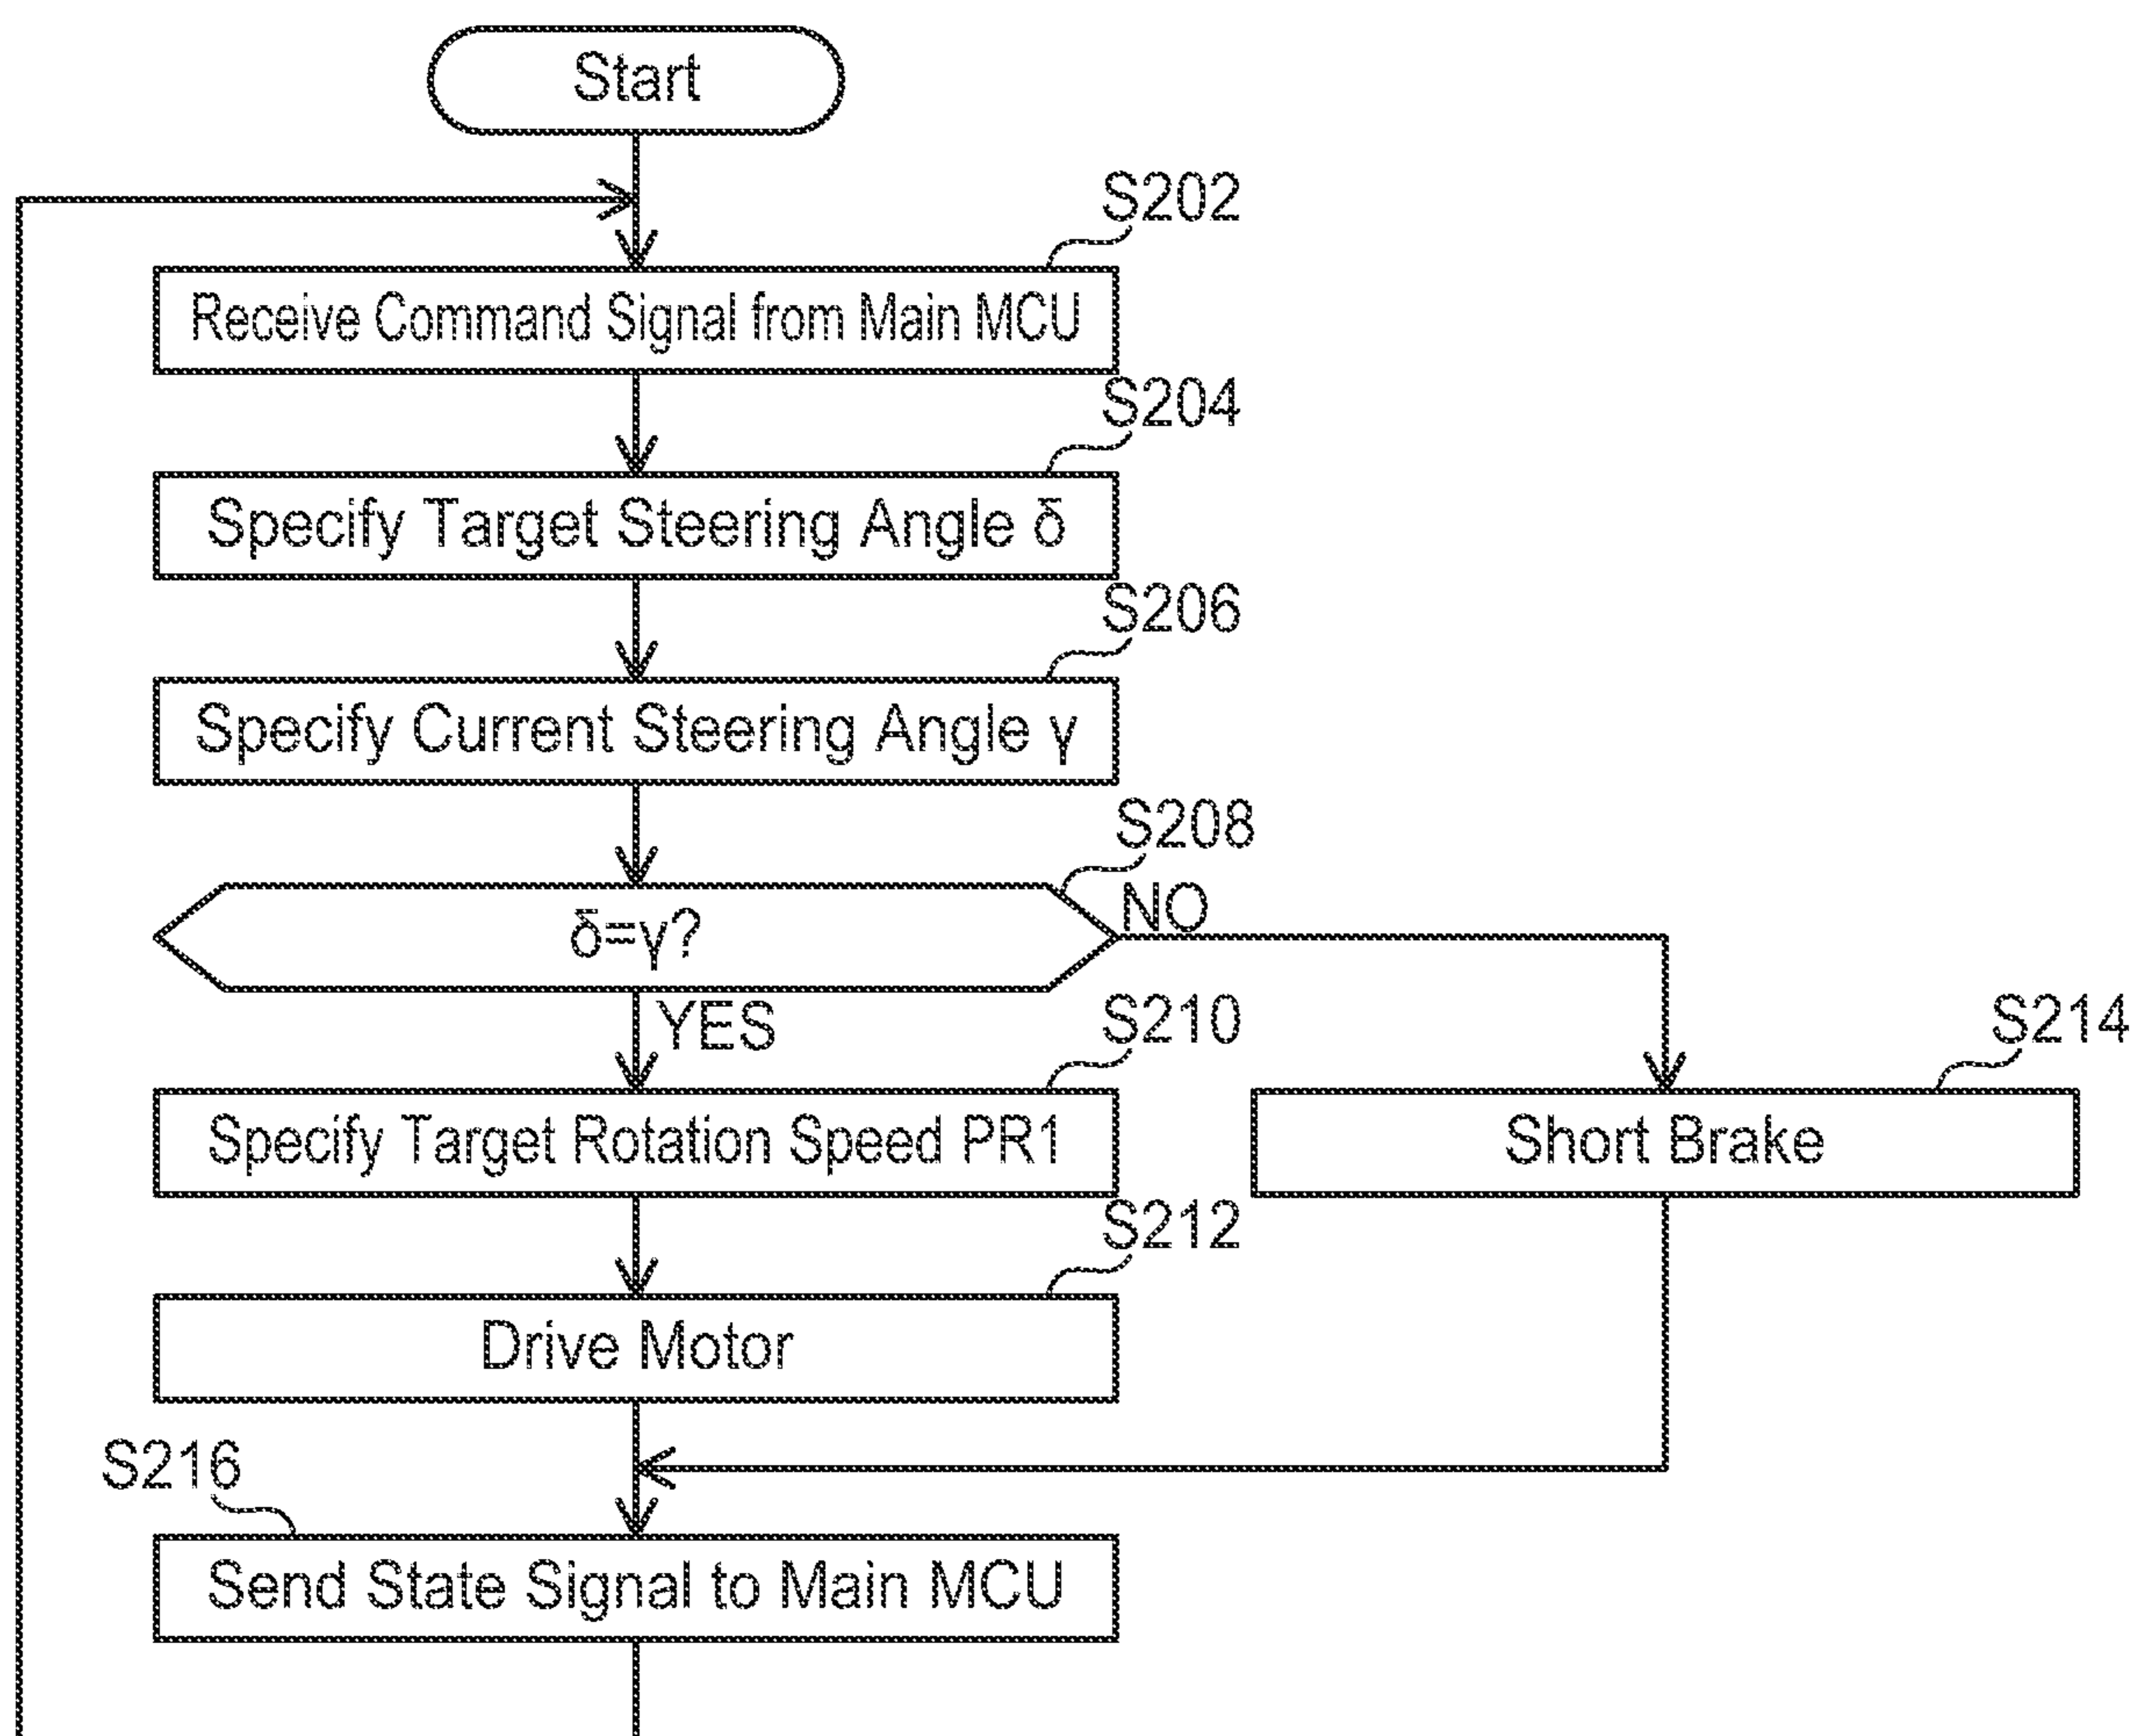 Start
S202
Receive Command Signal from Main MCU
S204
Specify Target Steering Angle δ
S206
Specify Current Steering Angle γ
S208
δ=γ?
NO
YES
S210
S214
Specify Target Rotation Speed PR1
Short Brake
S212
Drive Motor
S216
Send State Signal to Main MCU